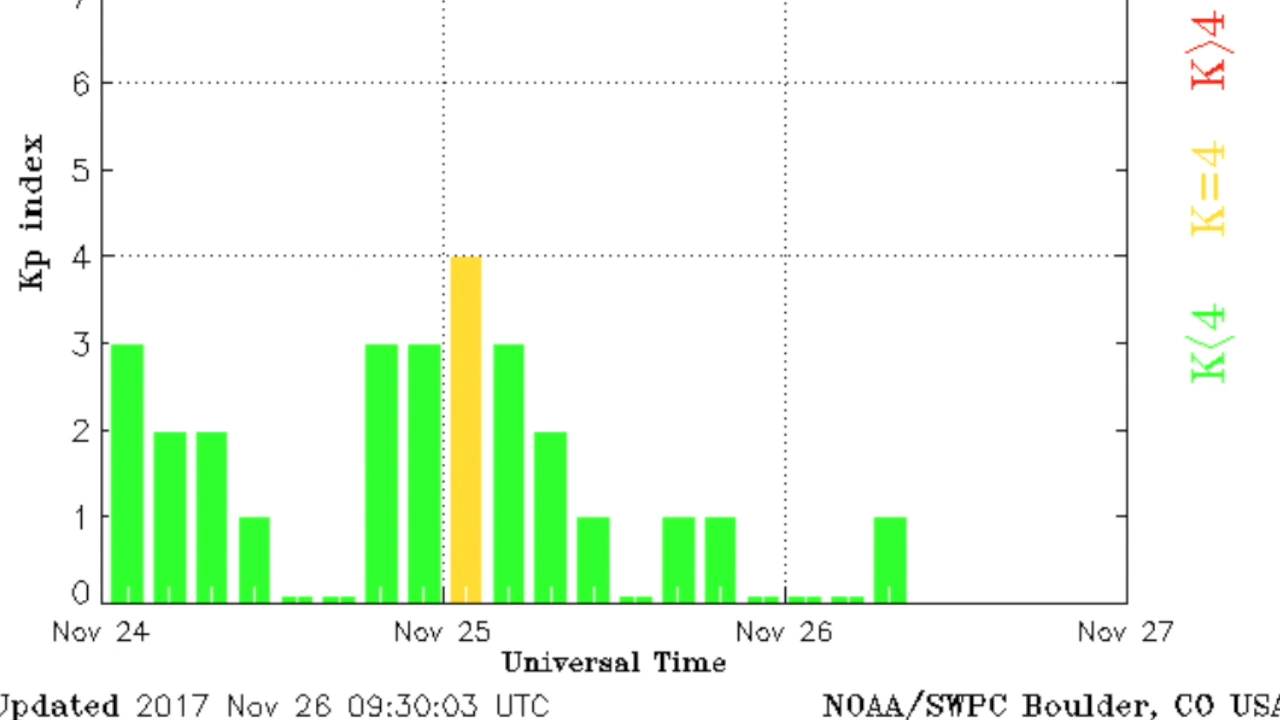 7
6
5
4
3
2
1
0
Kp index
K>4
K=4
K<4
Nov 24 Nov 25 Nov 26 Nov 27
Universal Time
Updated 2017 Nov 26 09:30:03 UTC NOAA/SWPC Boulder, CO USA